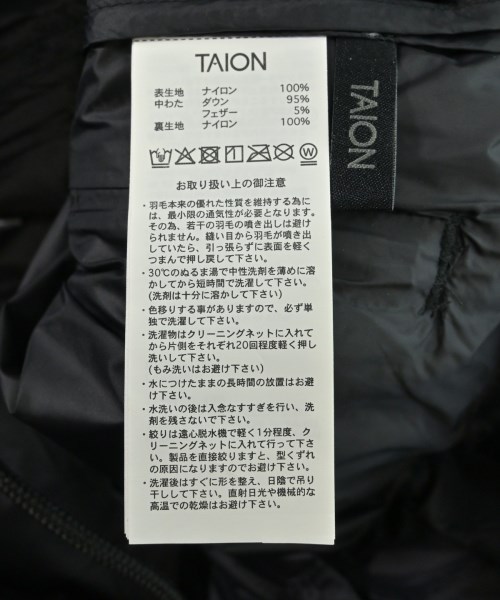 TAION
表生地 ナイロン 100%
中わた ダウン 95%
フェザー 5%
裏生地 ナイロン 100%
W
お取り扱い上の御注意
・羽毛本来の優れた性質を維持する為に
は、最小限の通気性が必要となります。
その為、若干の羽毛の噴き出しは避け
られません。縫い目から羽毛が噴き出
していたら、引っ張らずに表面を軽く
つまんで押し戻して下さい。
・30℃のぬるま湯で中性洗剤を薄めに溶
かしてから短時間で洗濯して下さい。
(洗剤は十分に溶かして下さい)
・色移りする事がありますので、必ず単
独で洗濯して下さい。
・洗濯物はクリーニングネットに入れて
から片側をそれぞれ20回程度軽く押し
洗いして下さい。
(もみ洗いはお避け下さい)
・水につけたままの長時間の放置はお避
け下さい。
・水洗いの後は入念なすすぎを行い、洗
剤を残さないで下さい。
・絞りは遠心脱水機で軽く1分程度、ク
リーニングネットに入れて行って下さ
い。製品を直接絞りますと、型くずれ
の原因になりますのでお避け下さい。
・洗濯後はすぐに形を整え、日陰で吊り
干しして下さい。直射日光や機械的な
高温での乾燥はお避け下さい。
TAION